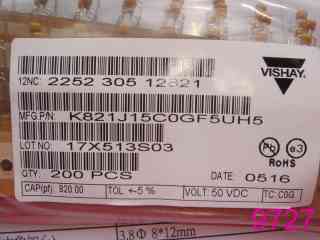 VISHAY.
12NC: 2252 305 12821
MFG.P/N: K821J15C0GF5UH5
LOT NO: 17X513S03
Pb e3
RoHS
QTY: 200 PCS DATE: 0516
CAP(pf): 820.00 TOL: +-5 % VOLT: 50 VDC TC: C0G
3.8Φ 8*12mm
B727